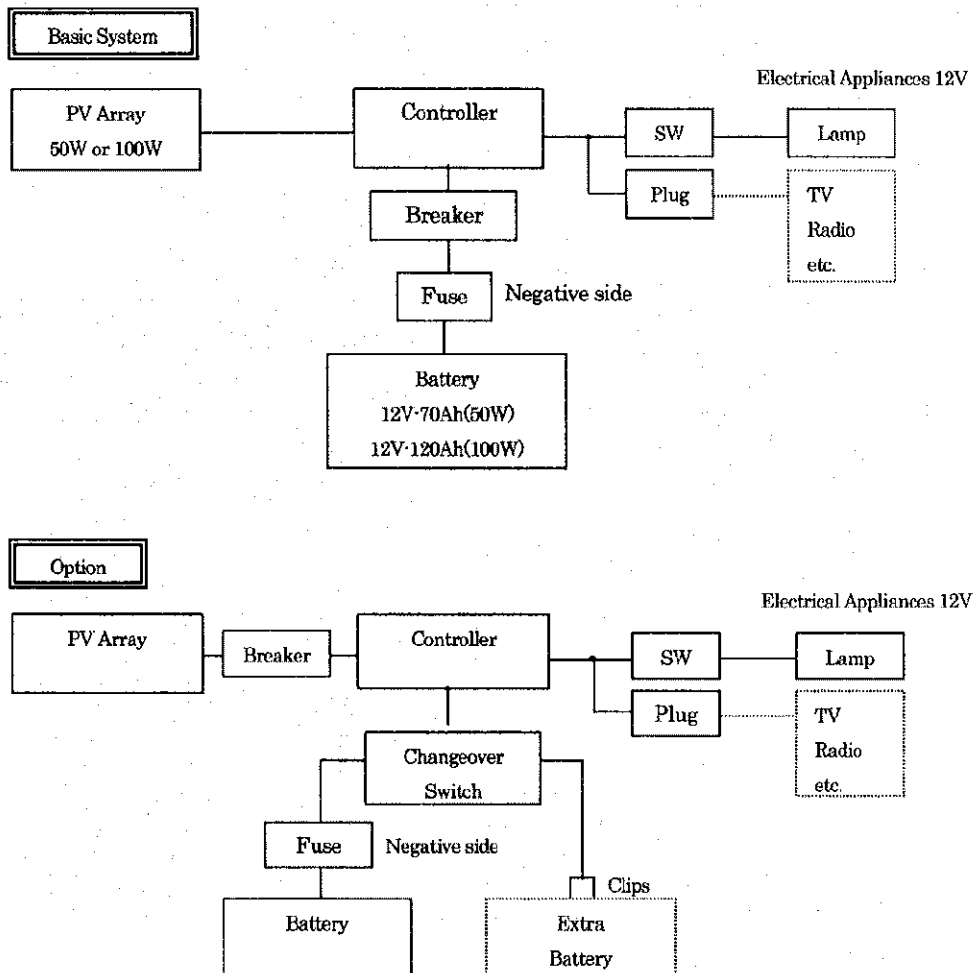 Basic System
Electrical Appliances 12V
PV Array
50W or 100W
Controller
SW
Lamp
Plug
TV
Radio
etc.
Breaker
Fuse
Negative side
Battery
12V·70Ah(50W)
12V·120Ah(100W)
Option
Electrical Appliances 12V
PV Array
Breaker
Controller
SW
Lamp
Plug
TV
Radio
etc.
Changeover
Switch
Fuse
Negative side
Clips
Battery
Extra
Battery